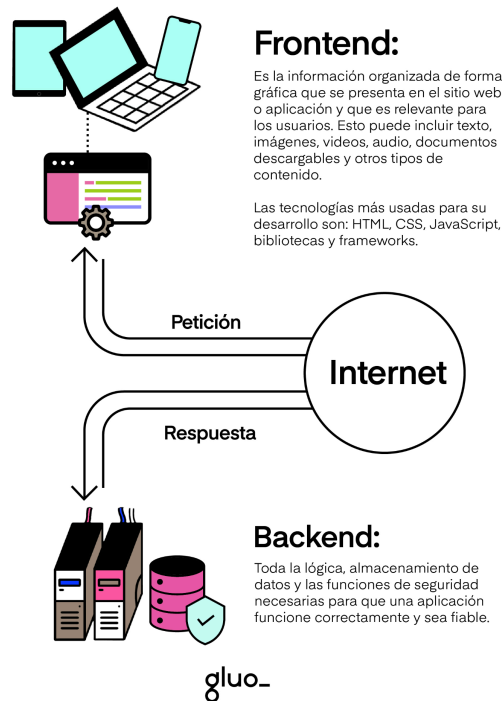 Frontend:
Es la información organizada de forma
gráfica que se presenta en el sitio web
o aplicación y que es relevante para
los usuarios. Esto puede incluir texto,
imágenes, videos, audio, documentos
descargables y otros tipos de
contenido.
Las tecnologías más usadas para su
desarrollo son: HTML, CSS, JavaScript,
bibliotecas y frameworks.
Petición
Internet
Respuesta
Backend:
Toda la lógica, almacenamiento de
datos y las funciones de seguridad
necesarias para que una aplicación
funcione correctamente y sea fiable.
gluo_